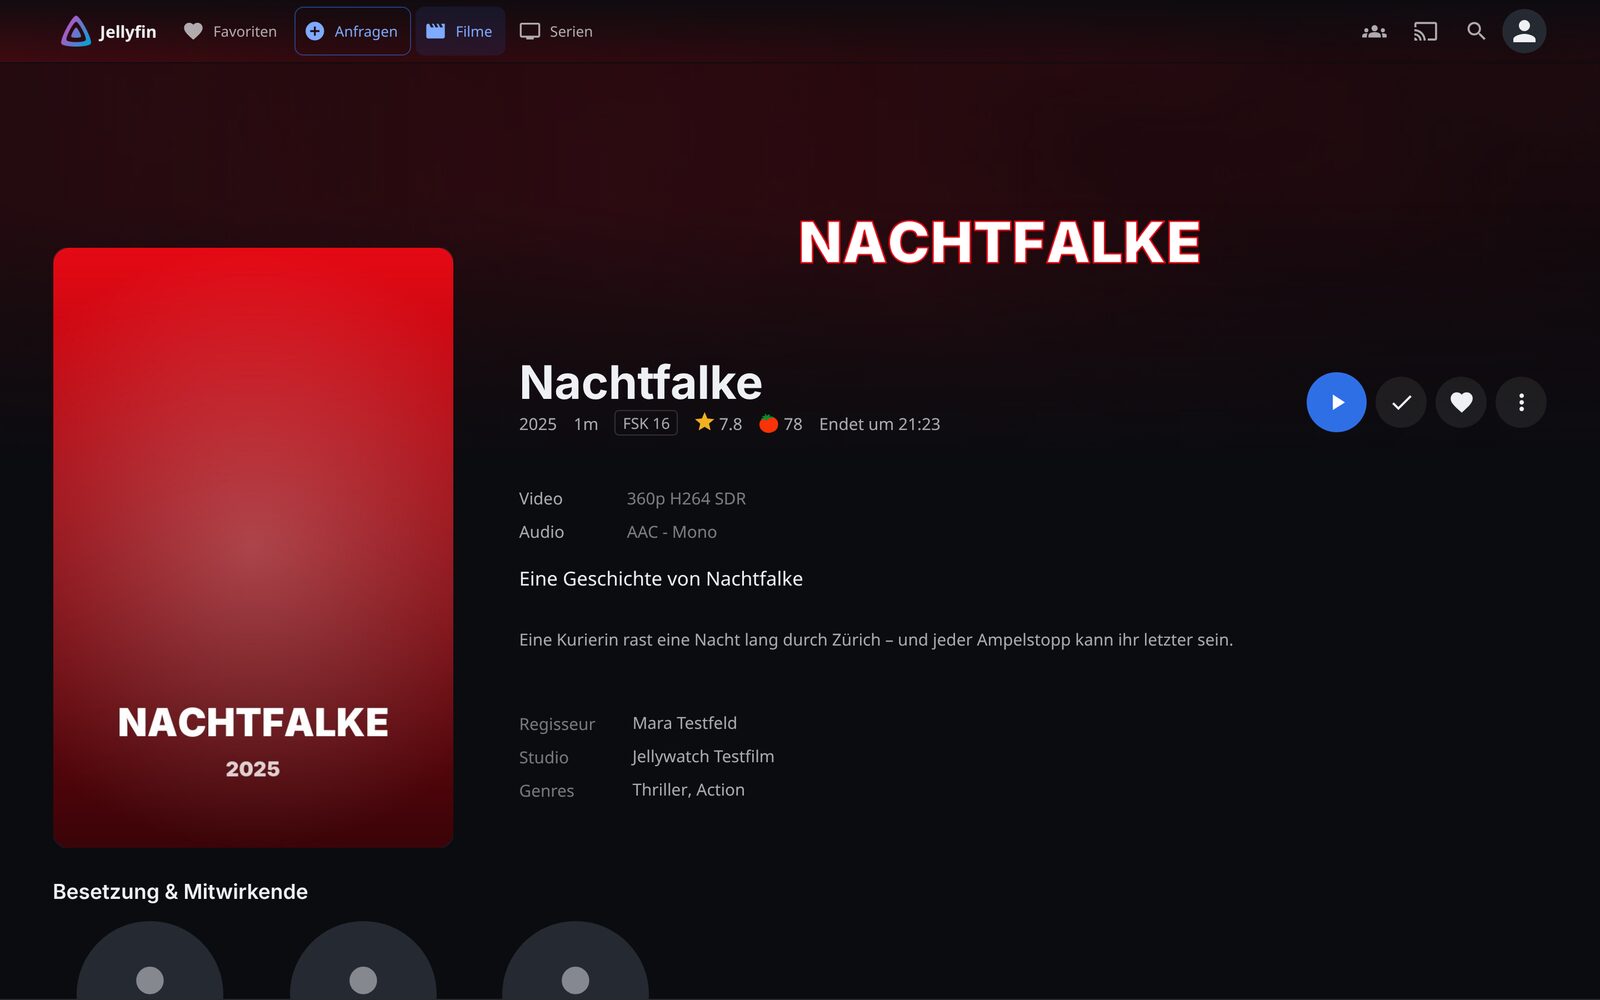 Jellyfin Favoriten Anfragen Filme Serien
NACHTFALKE
NACHTFALKE
2025
Nachtfalke
2025 1m FSK 16 7.8 78 Endet um 21:23
Video 360p H264 SDR
Audio AAC - Mono
Eine Geschichte von Nachtfalke
Eine Kurierin rast eine Nacht lang durch Zürich – und jeder Ampelstopp kann ihr letzter sein.
Regisseur Mara Testfeld
Studio Jellywatch Testfilm
Genres Thriller, Action
Besetzung & Mitwirkende